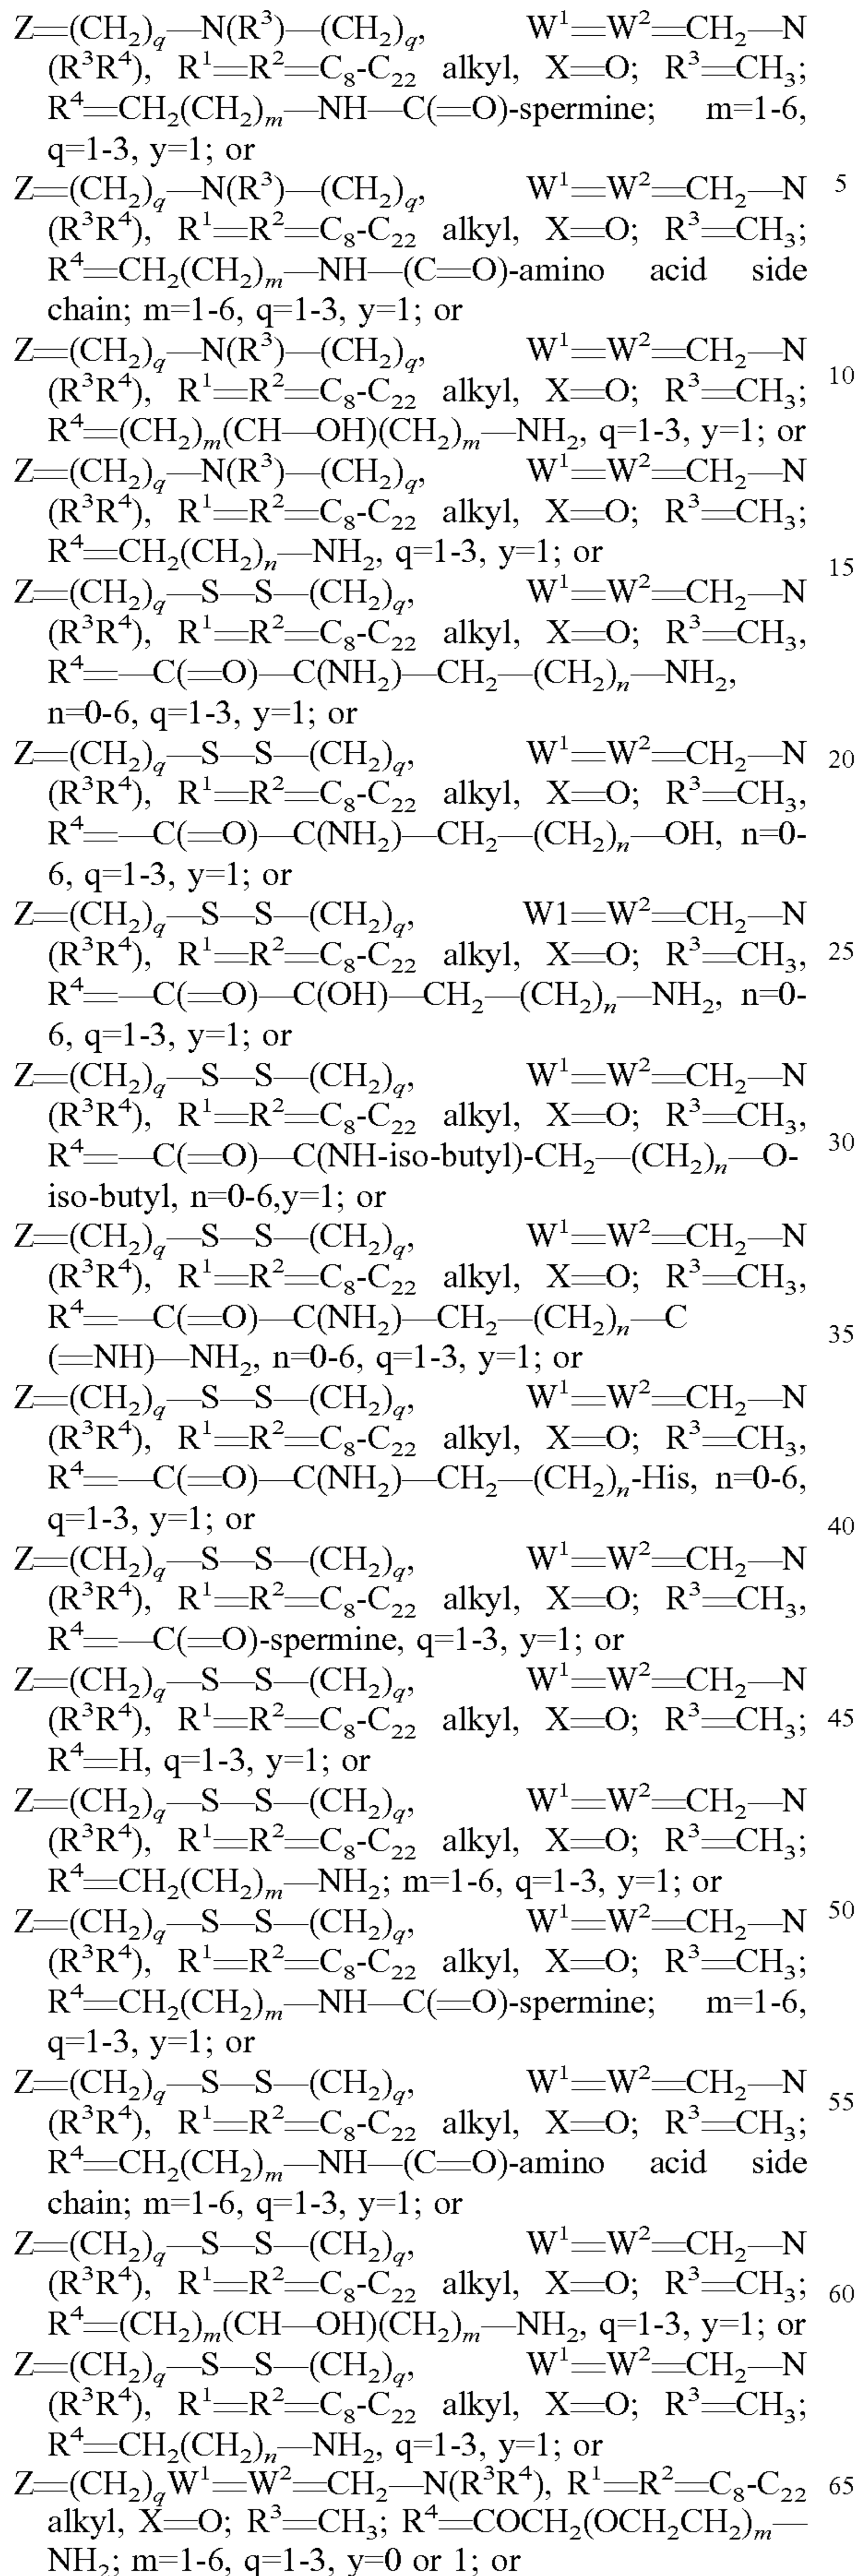 Z=(CH₂)q—N(R³)—(CH₂)q, W¹=W²=CH₂—N
(R³R⁴), R¹=R²=C₈-C₂₂ alkyl, X=O; R³=CH₃;
R⁴=CH₂(CH₂)m—NH—C(=O)-spermine; m=1-6,
q=1-3, y=1; or
Z=(CH₂)q—N(R³)—(CH₂)q, W¹=W²=CH₂—N 5
(R³R⁴), R¹=R²=C₈-C₂₂ alkyl, X=O; R³=CH₃;
R⁴=CH₂(CH₂)m—NH—(C=O)-amino acid side
chain; m=1-6, q=1-3, y=1; or
Z=(CH₂)q—N(R³)—(CH₂)q, W¹=W²=CH₂—N
(R³R⁴), R¹=R²=C₈-C₂₂ alkyl, X=O; R³=CH₃; 10
R⁴=(CH₂)m(CH—OH)(CH₂)m—NH₂, q=1-3, y=1; or
Z=(CH₂)q—N(R³)—(CH₂)q, W¹=W²=CH₂—N
(R³R⁴), R¹=R²=C₈-C₂₂ alkyl, X=O; R³=CH₃;
R⁴=CH₂(CH₂)n—NH₂, q=1-3, y=1; or 15
Z=(CH₂)q—S—S—(CH₂)q, W¹=W²=CH₂—N
(R³R⁴), R¹=R²=C₈-C₂₂ alkyl, X=O; R³=CH₃,
R⁴=—C(=O)—C(NH₂)—CH₂—(CH₂)n—NH₂,
n=0-6, q=1-3, y=1; or
Z=(CH₂)q—S—S—(CH₂)q, W¹=W²=CH₂—N 20
(R³R⁴), R¹=R²=C₈-C₂₂ alkyl, X=O; R³=CH₃,
R⁴=—C(=O)—C(NH₂)—CH₂—(CH₂)n—OH, n=0-
6, q=1-3, y=1; or
Z=(CH₂)q—S—S—(CH₂)q, W1=W²=CH₂—N
(R³R⁴), R¹=R²=C₈-C₂₂ alkyl, X=O; R³=CH₃, 25
R⁴=—C(=O)—C(OH)—CH₂—(CH₂)n—NH₂, n=0-
6, q=1-3, y=1; or
Z=(CH₂)q—S—S—(CH₂)q, W¹=W²=CH₂—N
(R³R⁴), R¹=R²=C₈-C₂₂ alkyl, X=O; R³=CH₃,
R⁴=—C(=O)—C(NH-iso-butyl)-CH₂—(CH₂)n—O- 30
iso-butyl, n=0-6,y=1; or
Z=(CH₂)q—S—S—(CH₂)q, W¹=W²=CH₂—N
(R³R⁴), R¹=R²=C₈-C₂₂ alkyl, X=O; R³=CH₃,
R⁴=—C(=O)—C(NH₂)—CH₂—(CH₂)n—C 35
(=NH)—NH₂, n=0-6, q=1-3, y=1; or
Z=(CH₂)q—S—S—(CH₂)q, W¹=W²=CH₂—N
(R³R⁴), R¹=R²=C₈-C₂₂ alkyl, X=O; R³=CH₃,
R⁴=—C(=O)—C(NH₂)—CH₂—(CH₂)n-His, n=0-6,
q=1-3, y=1; or 40
Z=(CH₂)q—S—S—(CH₂)q, W¹=W²=CH₂—N
(R³R⁴), R¹=R²=C₈-C₂₂ alkyl, X=O; R³=CH₃,
R⁴=—C(=O)-spermine, q=1-3, y=1; or
Z=(CH₂)q—S—S—(CH₂)q, W¹=W²=CH₂—N
(R³R⁴), R¹=R²=C₈-C₂₂ alkyl, X=O; R³=CH₃; 45
R⁴=H, q=1-3, y=1; or
Z=(CH₂)q—S—S—(CH₂)q, W¹=W²=CH₂—N
(R³R⁴), R¹=R²=C₈-C₂₂ alkyl, X=O; R³=CH₃;
R⁴=CH₂(CH₂)m—NH₂; m=1-6, q=1-3, y=1; or
Z=(CH₂)q—S—S—(CH₂)q, W¹=W²=CH₂—N 50
(R³R⁴), R¹=R²=C₈-C₂₂ alkyl, X=O; R³=CH₃;
R⁴=CH₂(CH₂)m—NH—C(=O)-spermine; m=1-6,
q=1-3, y=1; or
Z=(CH₂)q—S—S—(CH₂)q, W¹=W²=CH₂—N 55
(R³R⁴), R¹=R²=C₈-C₂₂ alkyl, X=O; R³=CH₃;
R⁴=CH₂(CH₂)m—NH—(C=O)-amino acid side
chain; m=1-6, q=1-3, y=1; or
Z=(CH₂)q—S—S—(CH₂)q, W¹=W²=CH₂—N
(R³R⁴), R¹=R²=C₈-C₂₂ alkyl, X=O; R³=CH₃; 60
R⁴=(CH₂)m(CH—OH)(CH₂)m—NH₂, q=1-3, y=1; or
Z=(CH₂)q—S—S—(CH₂)q, W¹=W²=CH₂—N
(R³R⁴), R¹=R²=C₈-C₂₂ alkyl, X=O; R³=CH₃;
R⁴=CH₂(CH₂)n—NH₂, q=1-3, y=1; or
Z=(CH₂)qW¹=W²=CH₂—N(R³R⁴), R¹=R²=C₈-C₂₂ 65
alkyl, X=O; R³=CH₃; R⁴=COCH₂(OCH₂CH₂)m—
NH₂; m=1-6, q=1-3, y=0 or 1; or